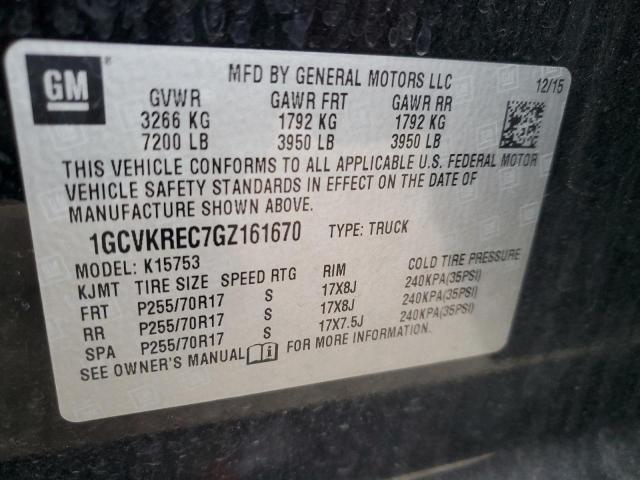 GM
MFD BY GENERAL MOTORS LLC 12/15
GVWR GAWR FRT GAWR RR
3266 KG 1792 KG 1792 KG
7200 LB 3950 LB 3950 LB
THIS VEHICLE CONFORMS TO ALL APPLICABLE U.S. FEDERAL MOTOR
VEHICLE SAFETY STANDARDS IN EFFECT ON THE DATE OF
MANUFACTURE SHOWN ABOVE.
1GCVKREC7GZ161670 TYPE: TRUCK
MODEL: K15753
KJMT TIRE SIZE SPEED RTG RIM COLD TIRE PRESSURE
FRT P255/70R17 S 17X8J 240KPA(35PSI)
RR P255/70R17 S 17X8J 240KPA(35PSI)
SPA P255/70R17 S 17X7.5J 240KPA(35PSI)
SEE OWNER'S MANUAL i FOR MORE INFORMATION.